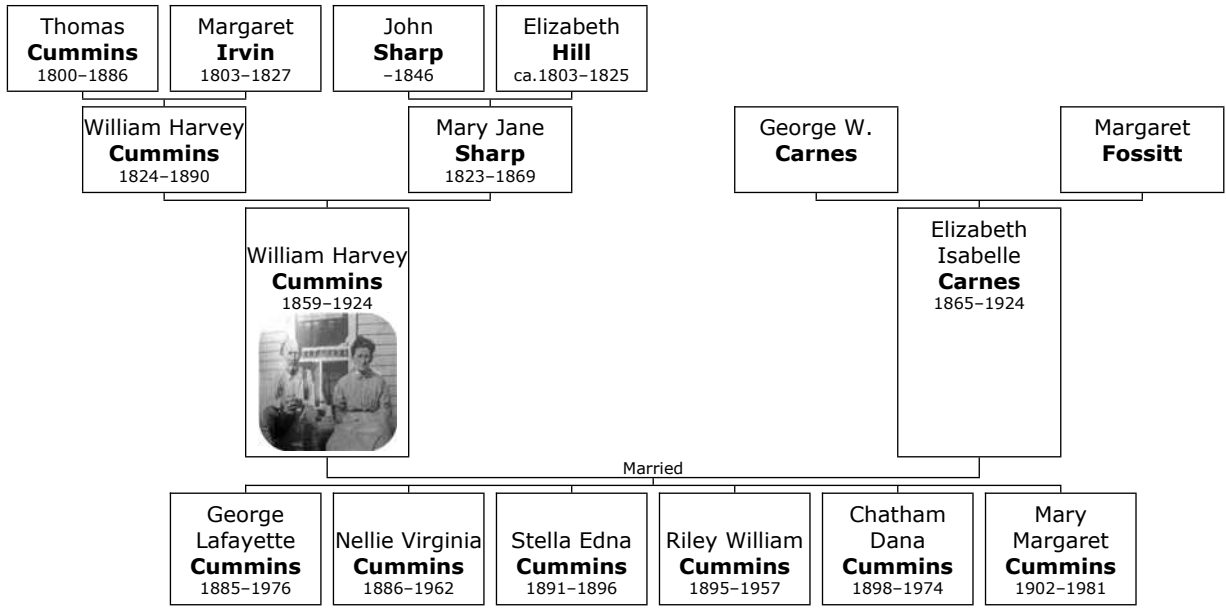 Thomas
Cummins
1800–1886
Margaret
Irvin
1803–1827
John
Sharp
–1846
Elizabeth
Hill
ca.1803–1825
William Harvey
Cummins
1824–1890
Mary Jane
Sharp
1823–1869
George W.
Carnes
Margaret
Fossitt
William Harvey
Cummins
1859–1924
Elizabeth
Isabelle
Carnes
1865–1924
Married
George
Lafayette
Cummins
1885–1976
Nellie Virginia
Cummins
1886–1962
Stella Edna
Cummins
1891–1896
Riley William
Cummins
1895–1957
Chatham
Dana
Cummins
1898–1974
Mary
Margaret
Cummins
1902–1981